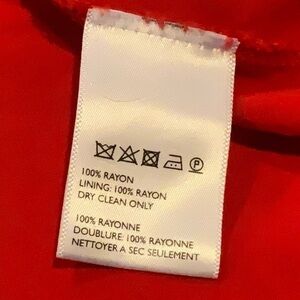 P
100% RAYON
LINING: 100% RAYON
DRY CLEAN ONLY
100% RAYONNE
DOUBLURE: 100% RAYONNE
NETTOYER A SEC SEULEMENT